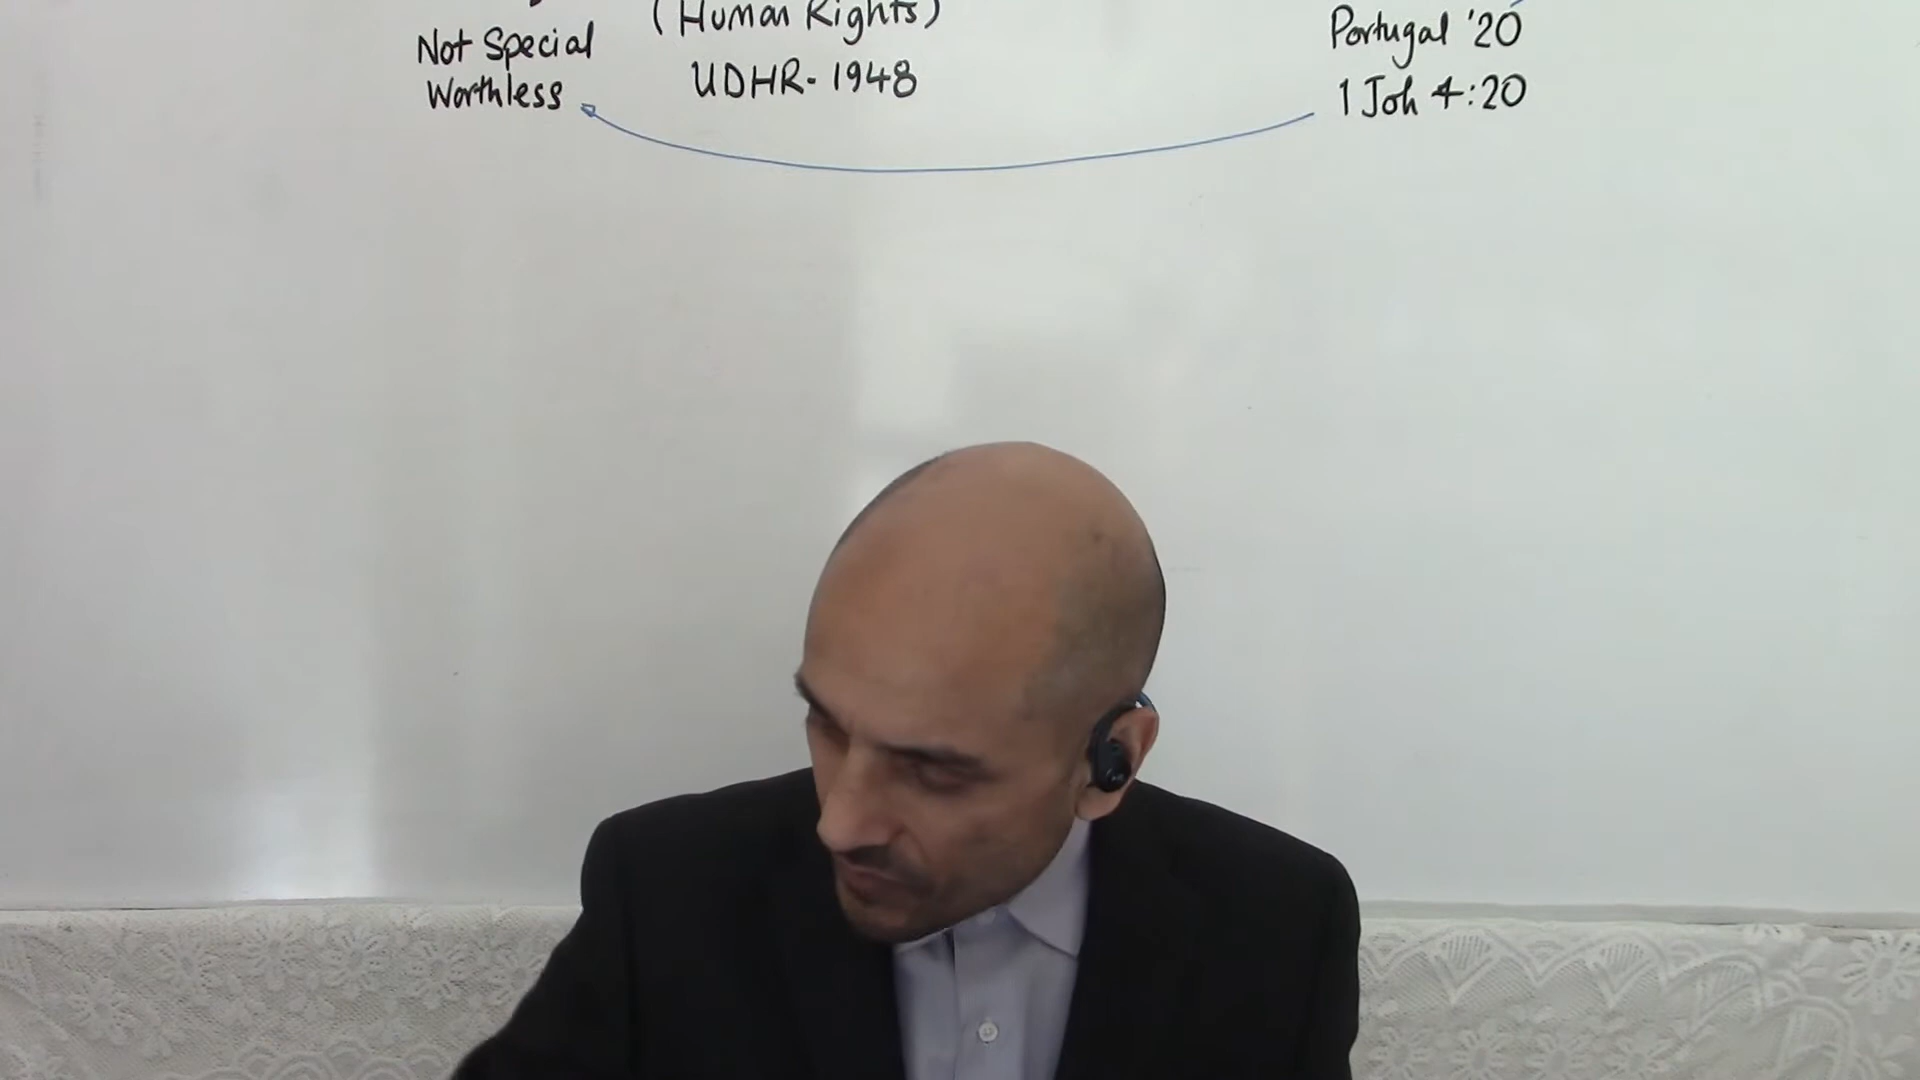 Not Special
Worthless
(Human Rights)
UDHR- 1948
Portugal '20
1 Joh 4:20